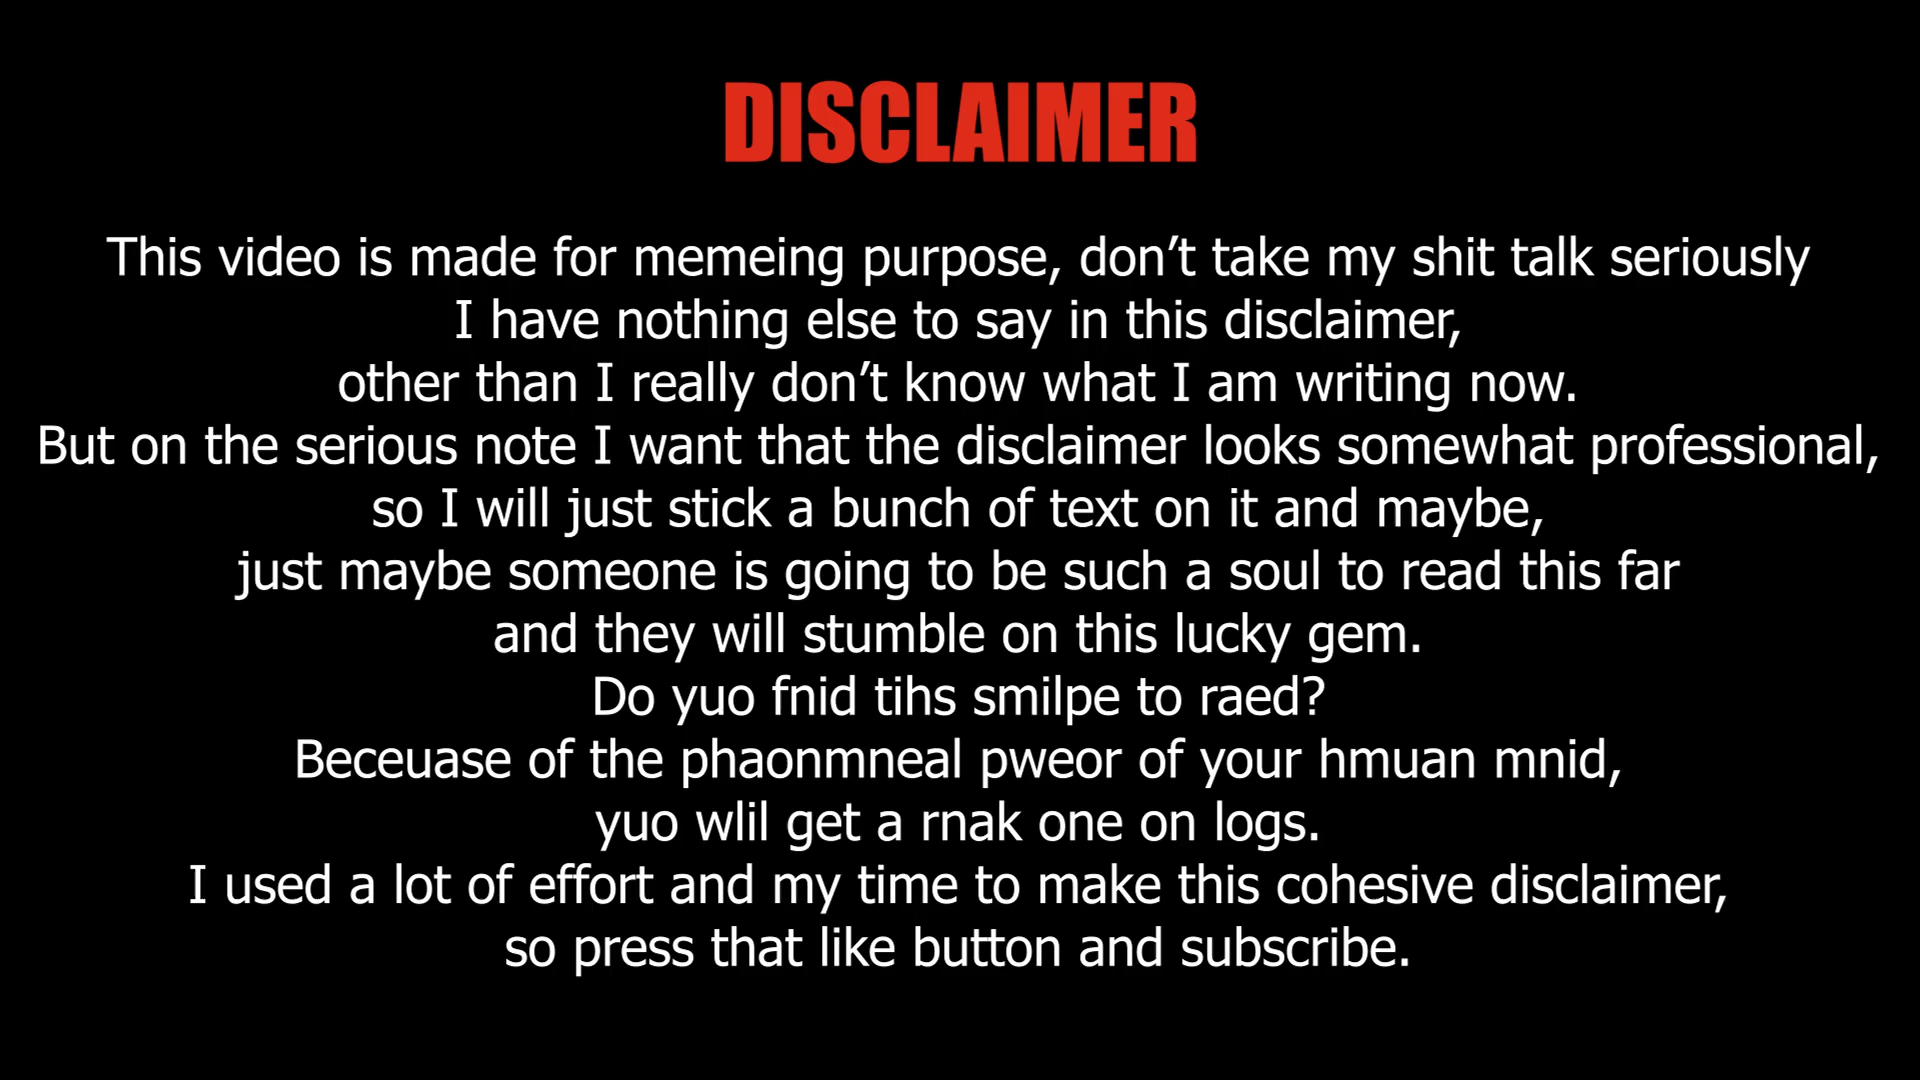 DISCLAIMER
This video is made for memeing purpose, don’t take my shit talk seriously
I have nothing else to say in this disclaimer,
other than I really don’t know what I am writing now.
But on the serious note I want that the disclaimer looks somewhat professional,
so I will just stick a bunch of text on it and maybe,
just maybe someone is going to be such a soul to read this far
and they will stumble on this lucky gem.
Do yuo fnid tihs smilpe to raed?
Beceuase of the phaonmneal pweor of your hmuan mnid,
yuo wlil get a rnak one on logs.
I used a lot of effort and my time to make this cohesive disclaimer,
so press that like button and subscribe.